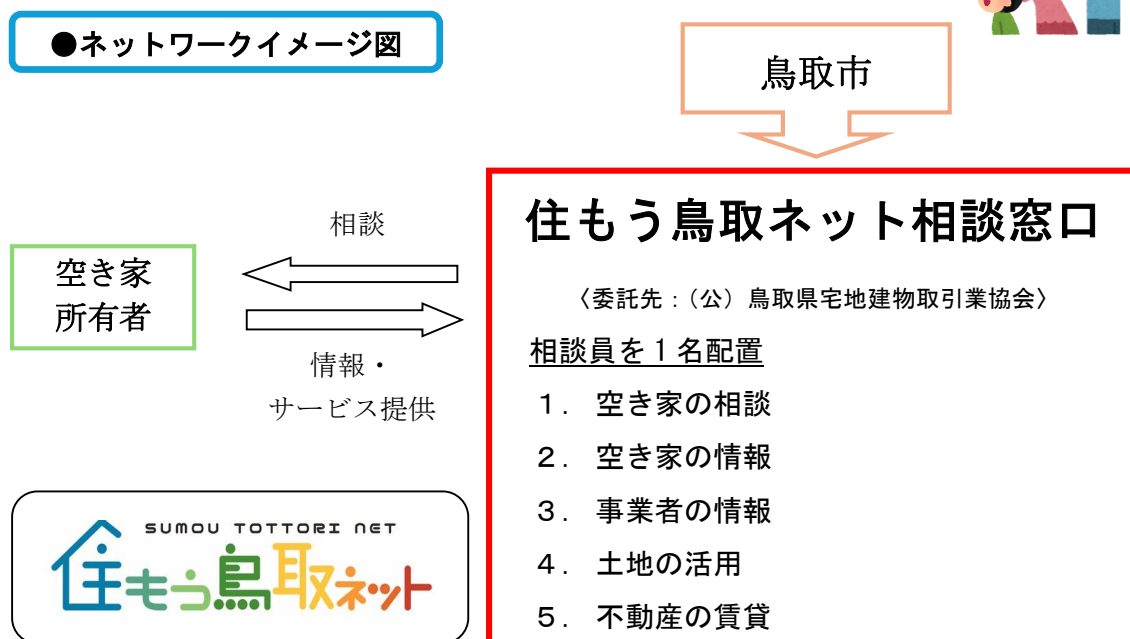 ●ネットワークイメージ図
鳥取市
相談
空き家
所有者
情報・
サービス提供
住もう鳥取ネット相談窓口
〈委託先：（公）鳥取県宅地建物取引業協会〉
相談員を１名配置
１． 空き家の相談
２． 空き家の情報
３． 事業者の情報
４． 土地の活用
５． 不動産の賃貸
SUMOU TOTTORI NET
住もう鳥取ネット